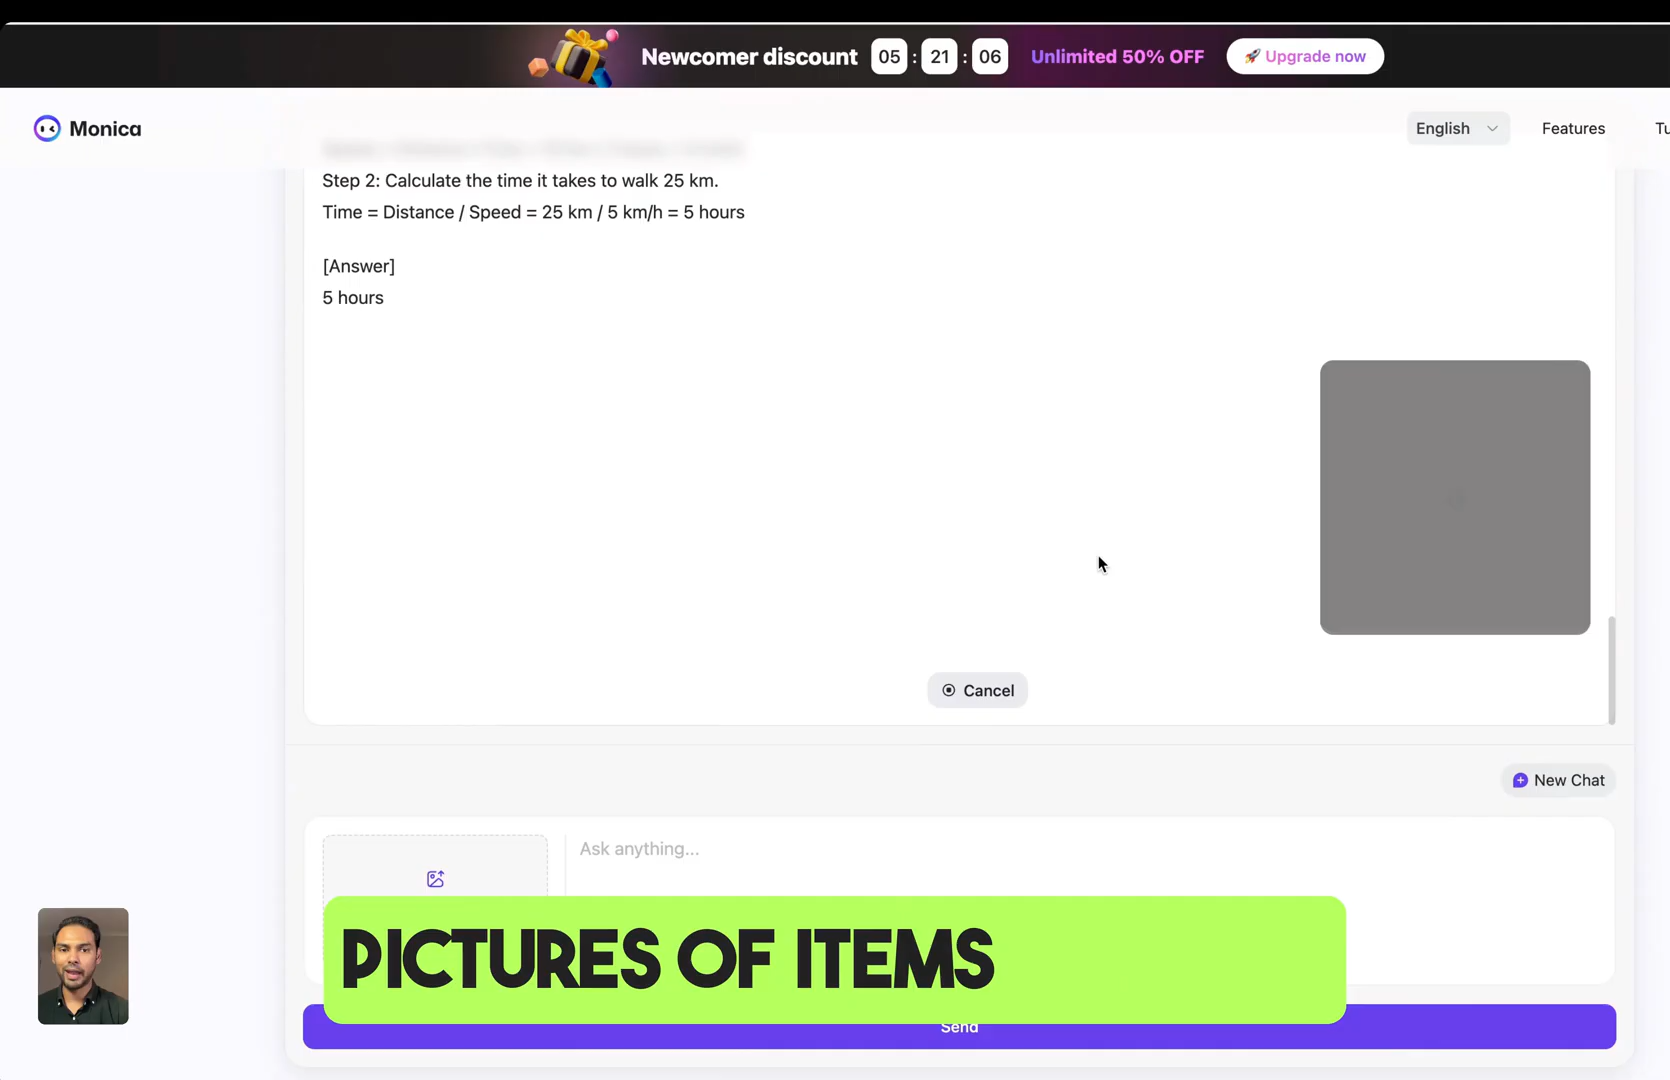 Newcomer discount 05 : 21 : 06 Unlimited 50% OFF 🚀 Upgrade now
Monica
English
Features
Tu
Step 2: Calculate the time it takes to walk 25 km.
Time = Distance / Speed = 25 km / 5 km/h = 5 hours
[Answer]
5 hours
Cancel
New Chat
Ask anything...
PICTURES OF ITEMS
Send